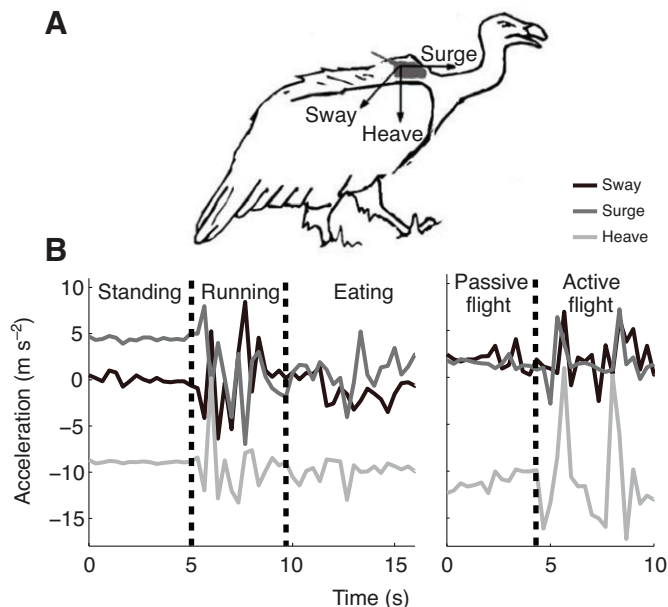 A
Surge
Sway
Heave
Sway
Surge
Heave
B
Standing Running Eating
Passive flight
Active flight
Acceleration (m s⁻²)
10
5
0
−5
−10
−15
0 5 10 15
0 5 10
Time (s)